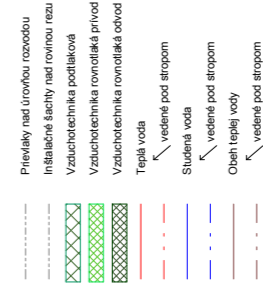 Prievlaky nad úrovňou rozvodou
Inštalačné šachty nad rovinou rezu
Vzduchotechnika podtlaková
Vzduchotechnika rovnotlaká prívod
Vzduchotechnika rovnotlaká odvod
Teplá voda
vedené pod stropom
Studená voda
vedené pod stropom
Obeh teplej vody
vedené pod stropom